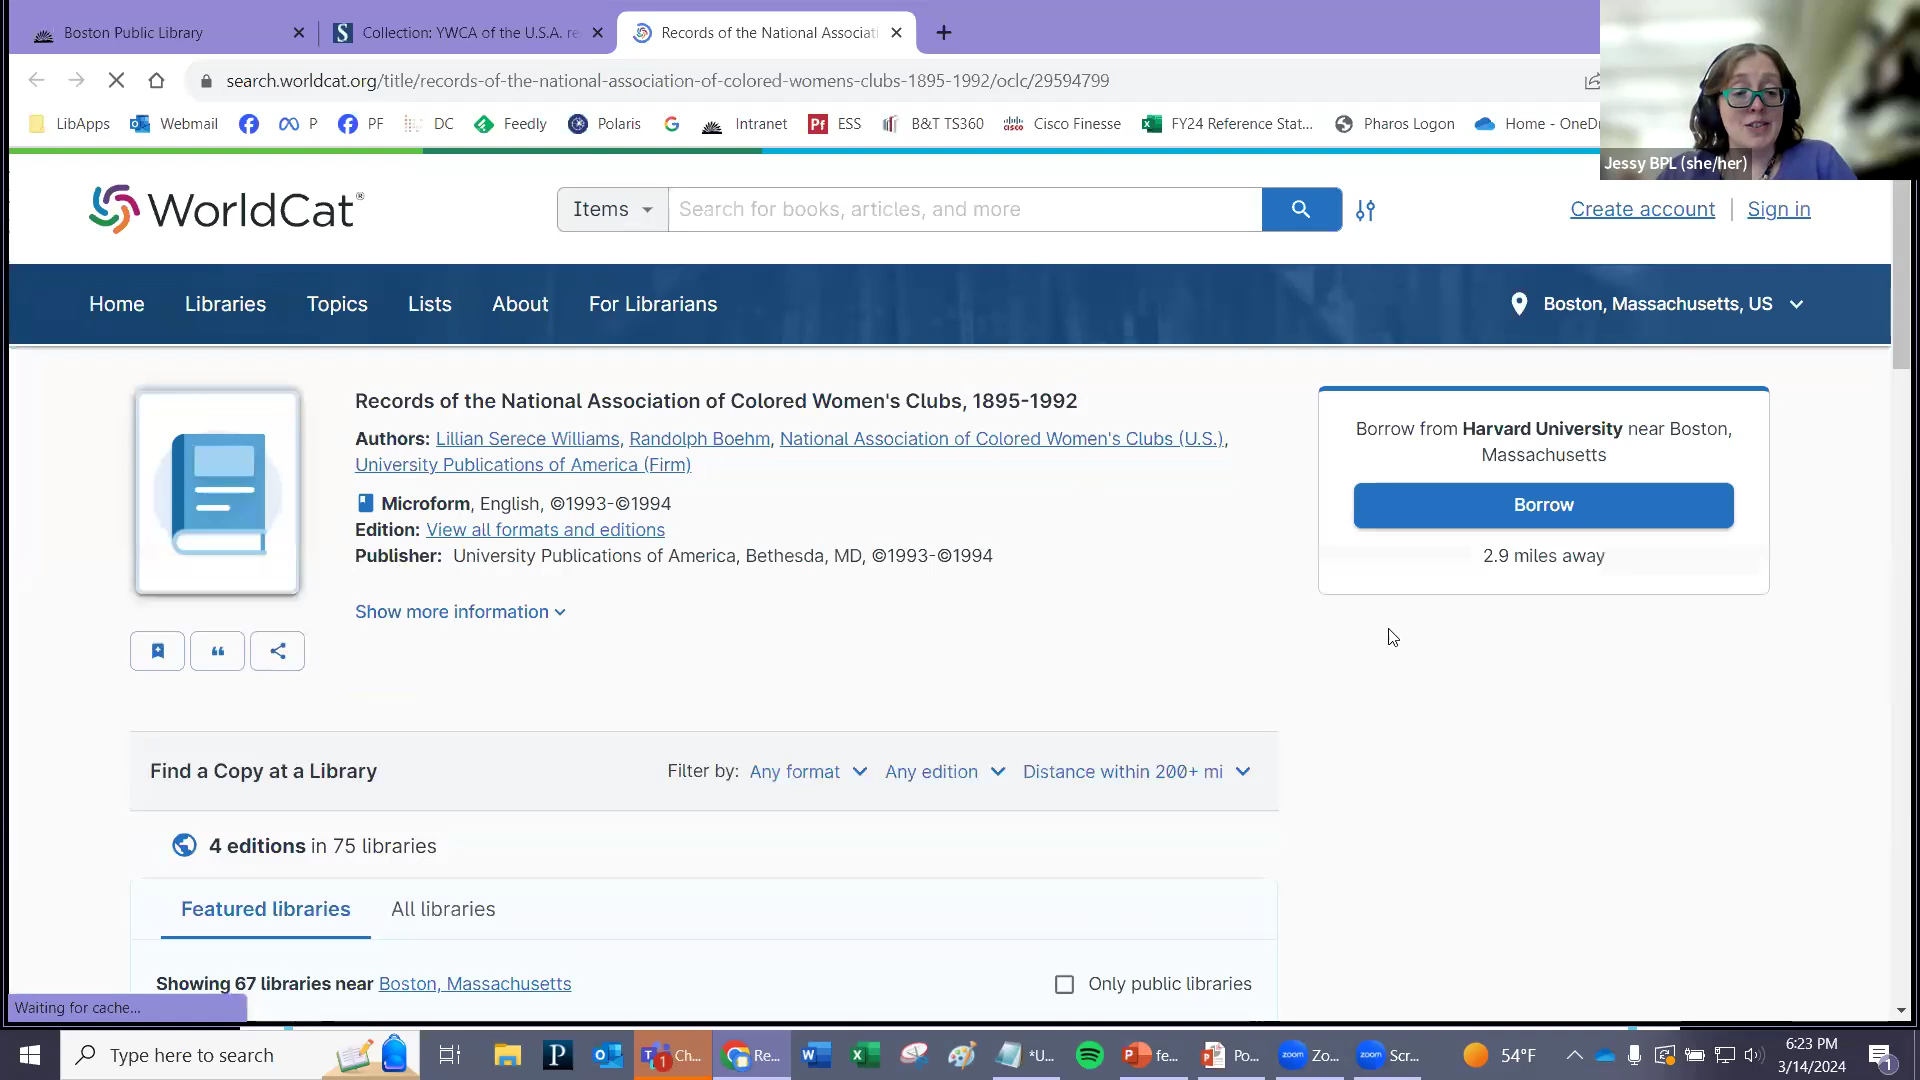 Boston Public Library
Collection: YWCA of the U.S.A. re
Records of the National Associati
search.worldcat.org/title/records-of-the-national-association-of-colored-womens-clubs-1895-1992/oclc/29594799
LibApps Webmail P PF DC Feedly Polaris Intranet Pf ESS B&T TS360 Cisco Finesse FY24 Reference Stat... Pharos Logon Home - OneDr
Jessy BPL (she/her)
WorldCat®
Items Search for books, articles, and more
Create account | Sign in
Home Libraries Topics Lists About For Librarians
Boston, Massachusetts, US
Records of the National Association of Colored Women's Clubs, 1895-1992
Authors: Lillian Serece Williams, Randolph Boehm, National Association of Colored Women's Clubs (U.S.),
University Publications of America (Firm)
Microform, English, ©1993-©1994
Edition: View all formats and editions
Publisher: University Publications of America, Bethesda, MD, ©1993-©1994
Show more information
Borrow from Harvard University near Boston,
Massachusetts
Borrow
2.9 miles away
Find a Copy at a Library
Filter by: Any format Any edition Distance within 200+ mi
4 editions in 75 libraries
Featured libraries All libraries
Showing 67 libraries near Boston, Massachusetts
Only public libraries
Waiting for cache...
Type here to search
1 Ch... Re... *U... fe... Po... zoom Zo... zoom Scr...
54°F
6:23 PM
3/14/2024
1